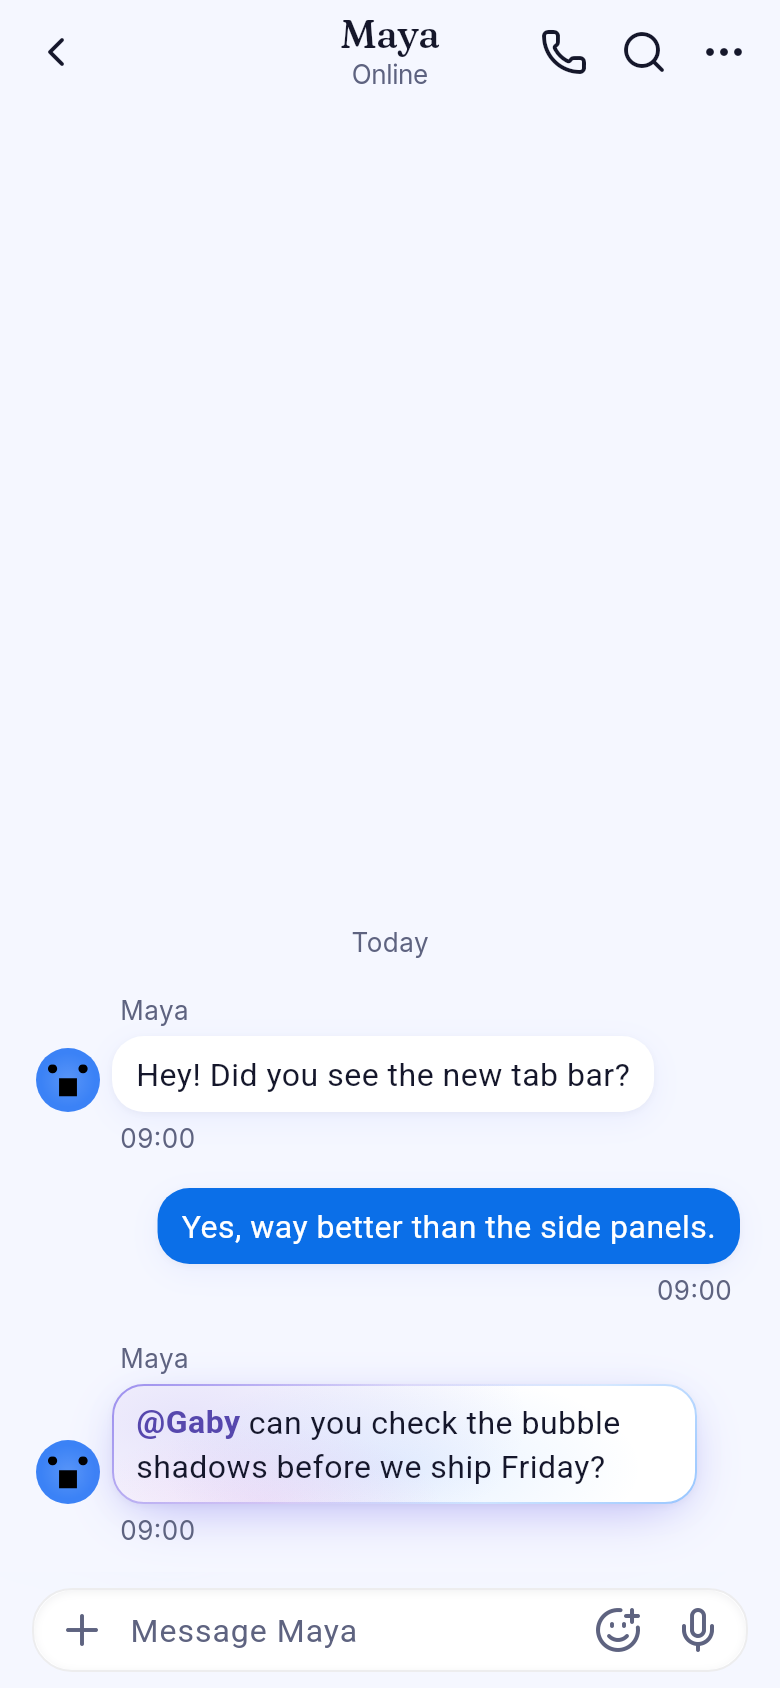 Maya
Online
Today
Maya
Hey! Did you see the new tab bar?
09:00
Yes, way better than the side panels.
09:00
Maya
@Gaby can you check the bubble
shadows before we ship Friday?
09:00
Message Maya